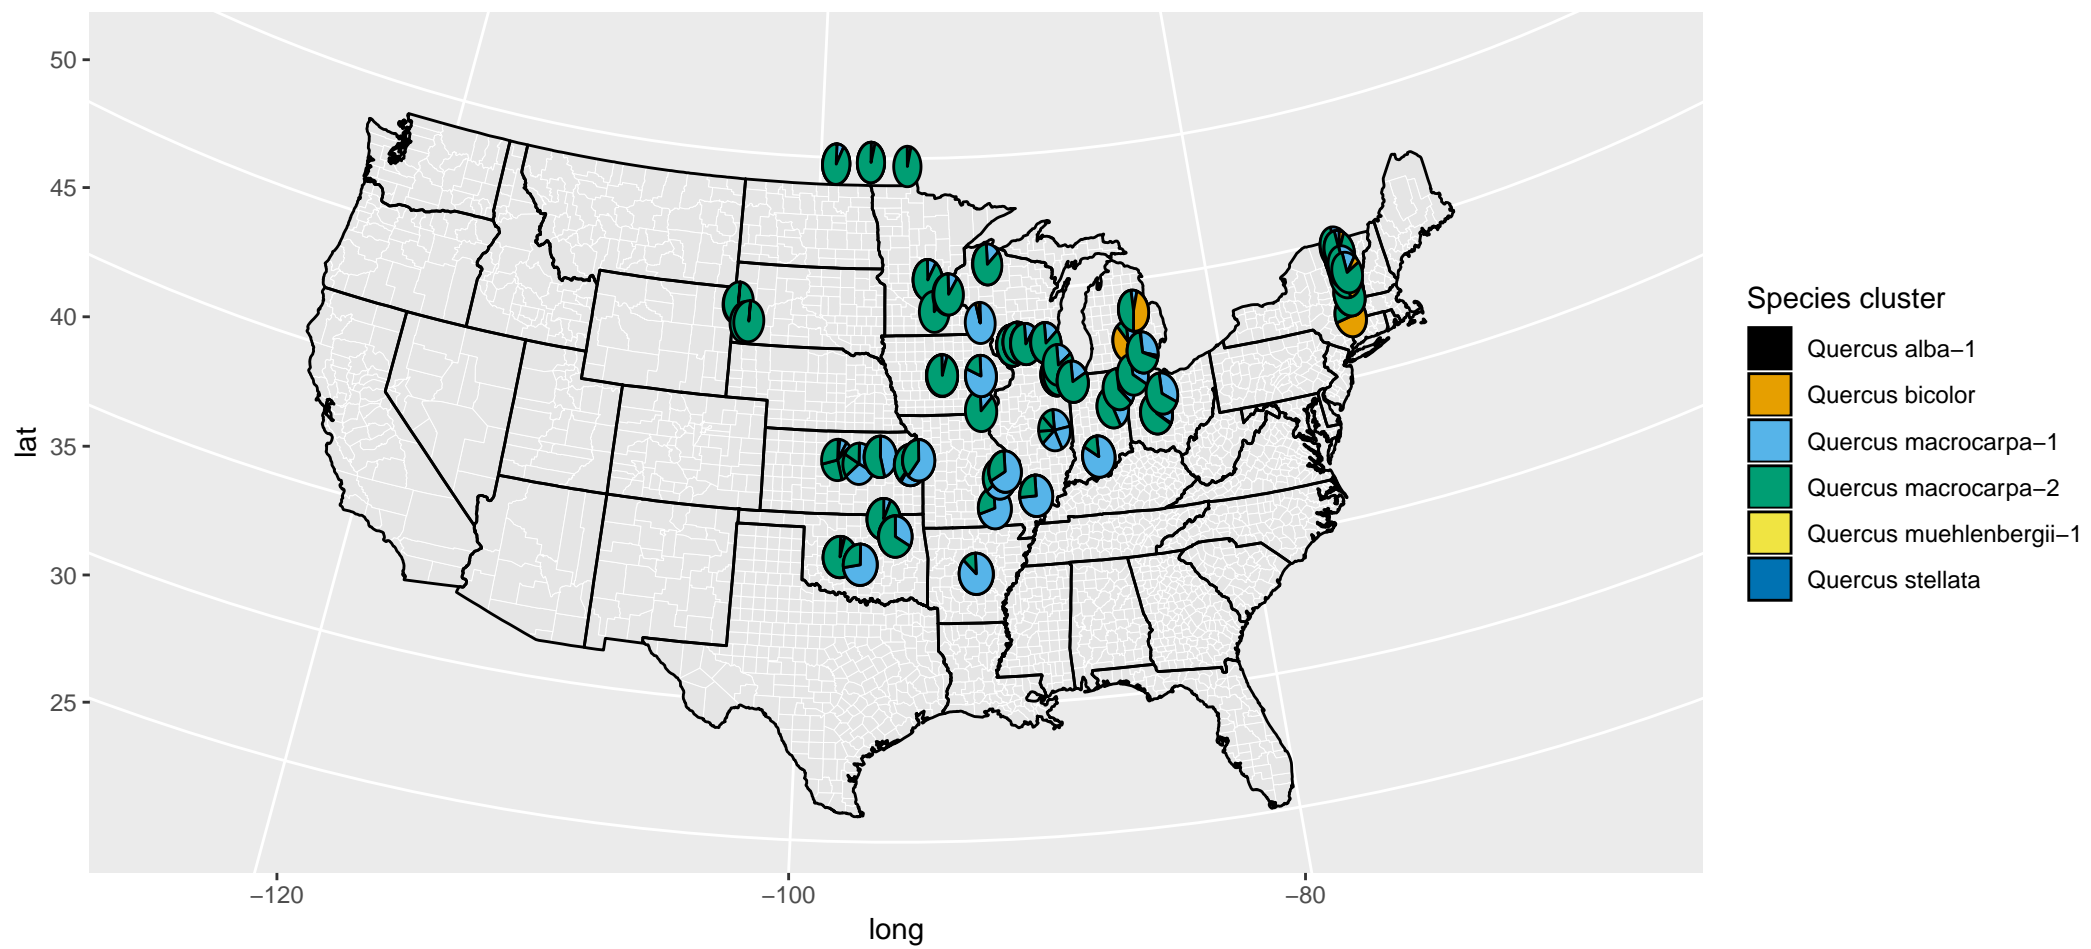 50
45
40
35
30
25
lat
−120
−100
−80
long
Species cluster
Quercus alba−1
Quercus bicolor
Quercus macrocarpa−1
Quercus macrocarpa−2
Quercus muehlenbergii−1
Quercus stellata